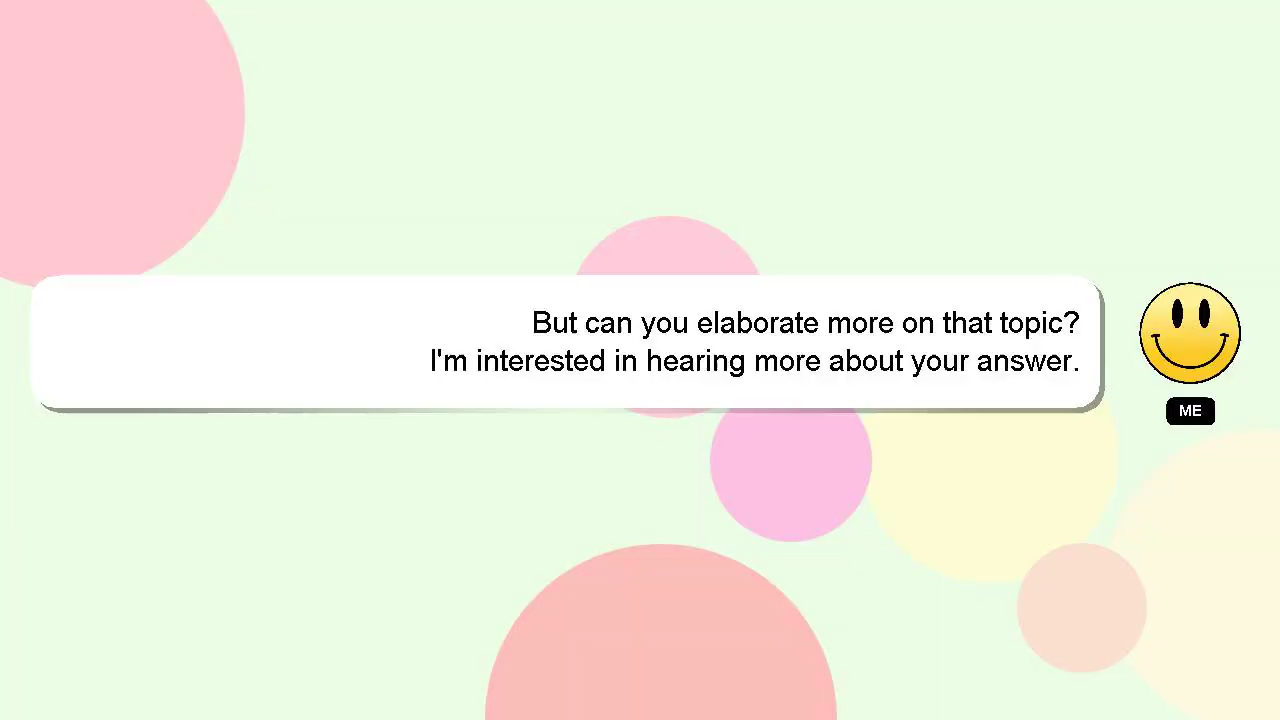 But can you elaborate more on that topic?
I'm interested in hearing more about your answer.
ME